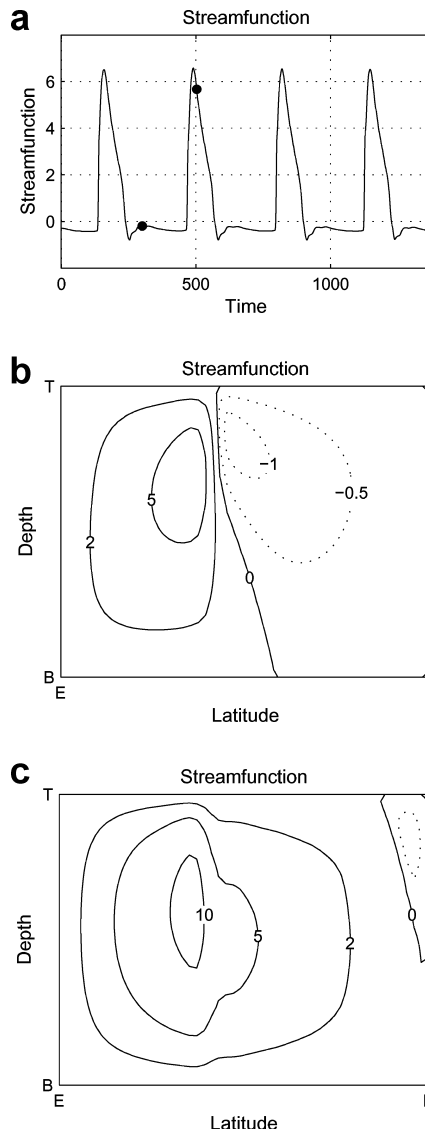 a
Streamfunction
Streamfunction
6
4
2
0
0
500
1000
Time
b
Streamfunction
T
Depth
5
2
−1
−0.5
0
B
E
Latitude
c
Streamfunction
T
Depth
10
5
2
0
B
E
Latitude